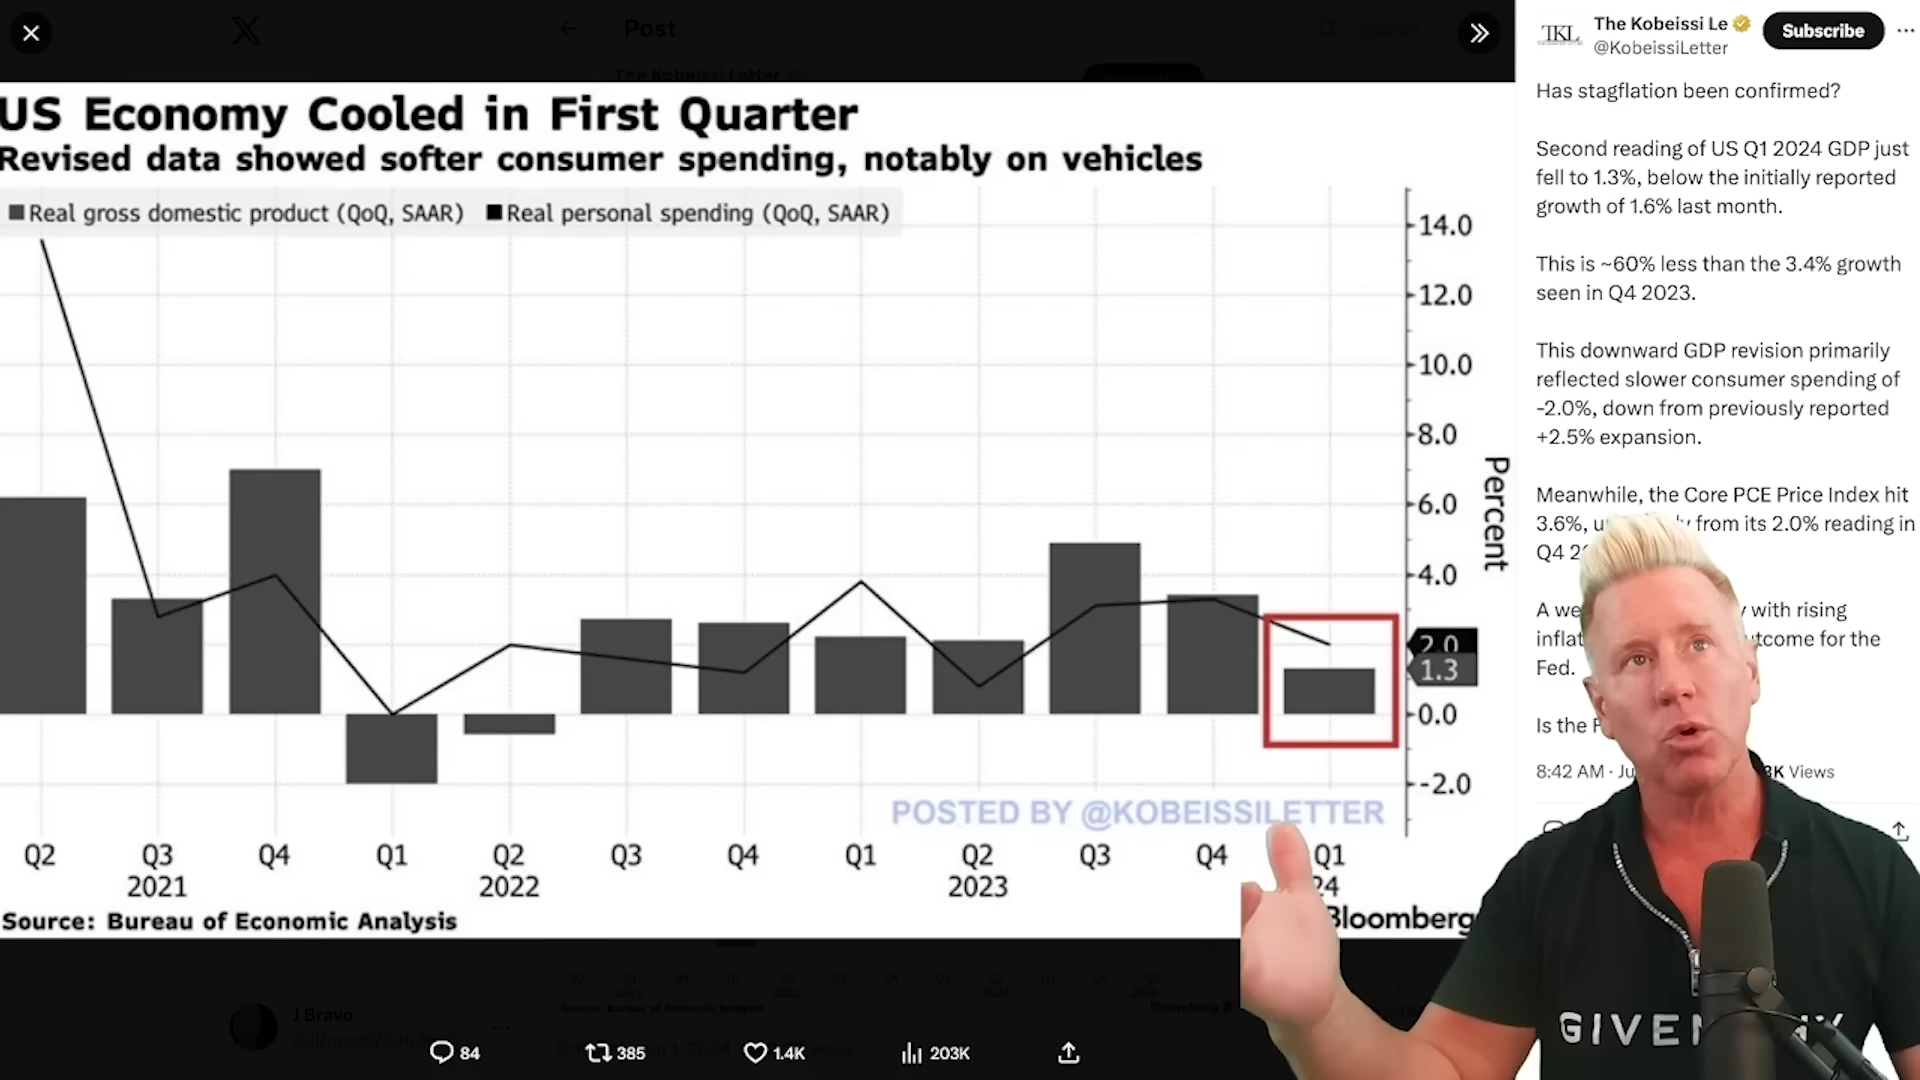 Post
The Kobeissi Letter
US Economy Cooled in First Quarter
Revised data showed softer consumer spending, notably on vehicles
Real gross domestic product (QoQ, SAAR) Real personal spending (QoQ, SAAR)
14.0
12.0
10.0
8.0
6.0
4.0
2.0
1.3
0.0
-2.0
Percent
POSTED BY @KOBEISSILETTER
Q2 Q3 Q4 Q1 Q2 Q3 Q4 Q1 Q2 Q3 Q4 Q1
2021 2022 2023 24
Source: Bureau of Economic Analysis
Bloomberg
J Bravo
84 385 1.4K 203K
TKL
The Kobeissi Le
@KobeissiLetter
Subscribe
Has stagflation been confirmed?
Second reading of US Q1 2024 GDP just
fell to 1.3%, below the initially reported
growth of 1.6% last month.
This is ~60% less than the 3.4% growth
seen in Q4 2023.
This downward GDP revision primarily
reflected slower consumer spending of
-2.0%, down from previously reported
+2.5% expansion.
Meanwhile, the Core PCE Price Index hit
3.6%, from its 2.0% reading in
Q4
A with rising
for the
Fed.
Is the
8:42 AM · Views